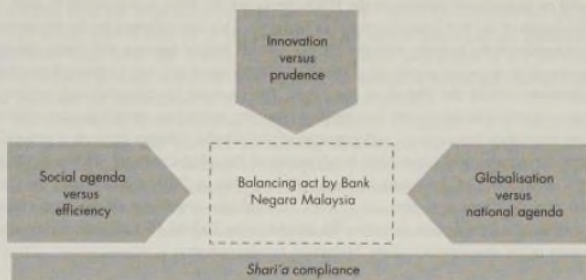 Innovation
versus
prudence
Social agenda
versus
efficiency
Balancing act by Bank
Negara Malaysia
Globalisation
versus
national agenda
Shari'a compliance